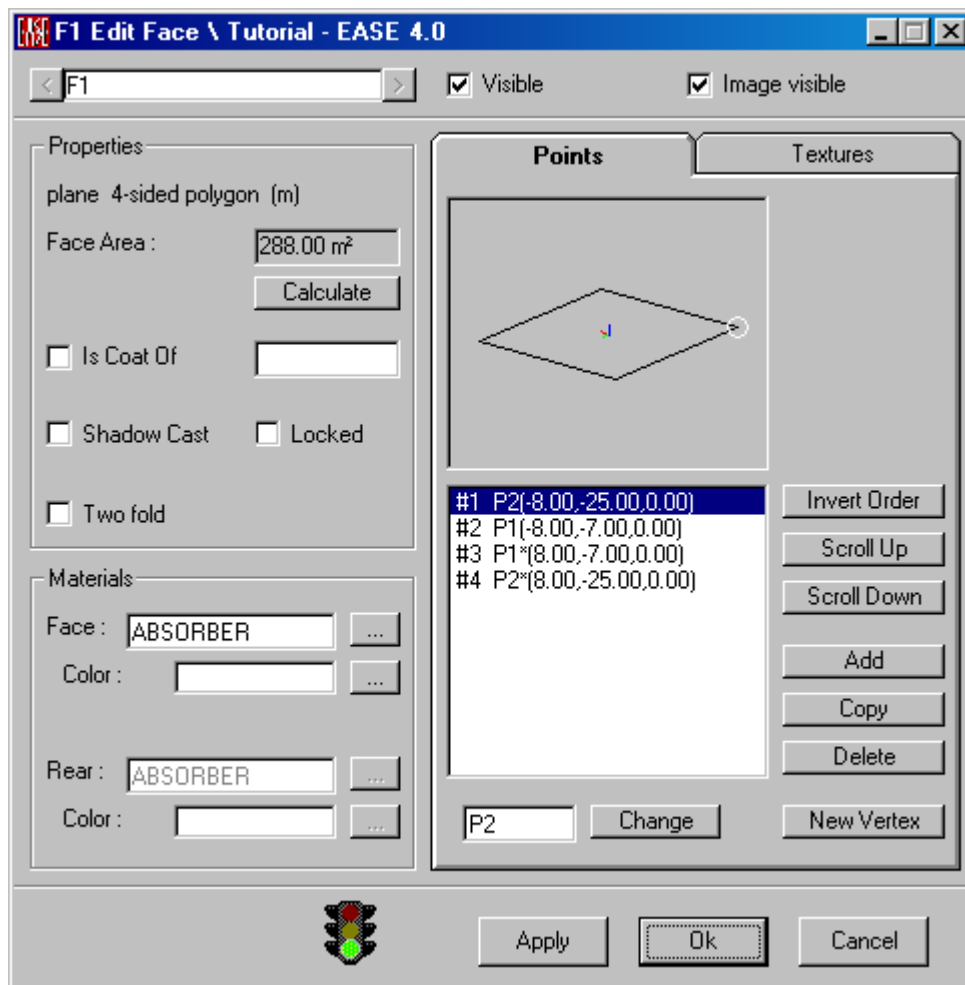 EASE F1 Edit Face \ Tutorial - EASE 4.0
< F1 > Visible Image visible
Properties
plane 4-sided polygon (m)
Face Area : 288.00 m²
Calculate
Is Coat Of
Shadow Cast Locked
Two fold
Materials
Face : ABSORBER ...
Color : ...
Rear : ABSORBER ...
Color : ...
Points Textures
#1 P2(-8.00,-25.00,0.00)
#2 P1(-8.00,-7.00,0.00)
#3 P1*(8.00,-7.00,0.00)
#4 P2*(8.00,-25.00,0.00)
Invert Order
Scroll Up
Scroll Down
Add
Copy
Delete
P2 Change New Vertex
Apply Ok Cancel